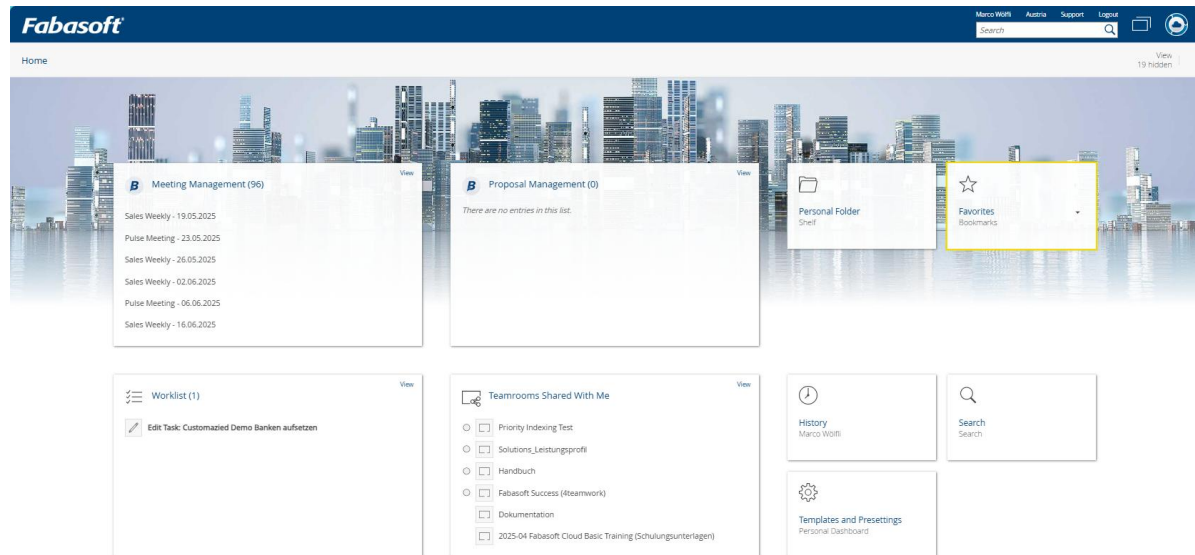 Fabasoft
Marco Wölfli Austria Support Logout
Search
Home
View
19 hidden
B Meeting Management (96)
View
Sales Weekly - 19.05.2025
Pulse Meeting - 23.05.2025
Sales Weekly - 26.05.2025
Sales Weekly - 02.06.2025
Pulse Meeting - 06.06.2025
Sales Weekly - 16.06.2025
B Proposal Management (0)
View
There are no entries in this list.
Personal Folder
Shelf
Favorites
Bookmarks
Worklist (1)
View
Edit Task: Customazied Demo Banken aufsetzen
Teamrooms Shared With Me
View
Priority Indexing Test
Solutions_Leistungsprofil
Handbuch
Fabasoft Success (4teamwork)
Dokumentation
2025-04 Fabasoft Cloud Basic Training (Schulungsunterlagen)
History
Marco Wölfli
Search
Search
Templates and Presettings
Personal Dashboard